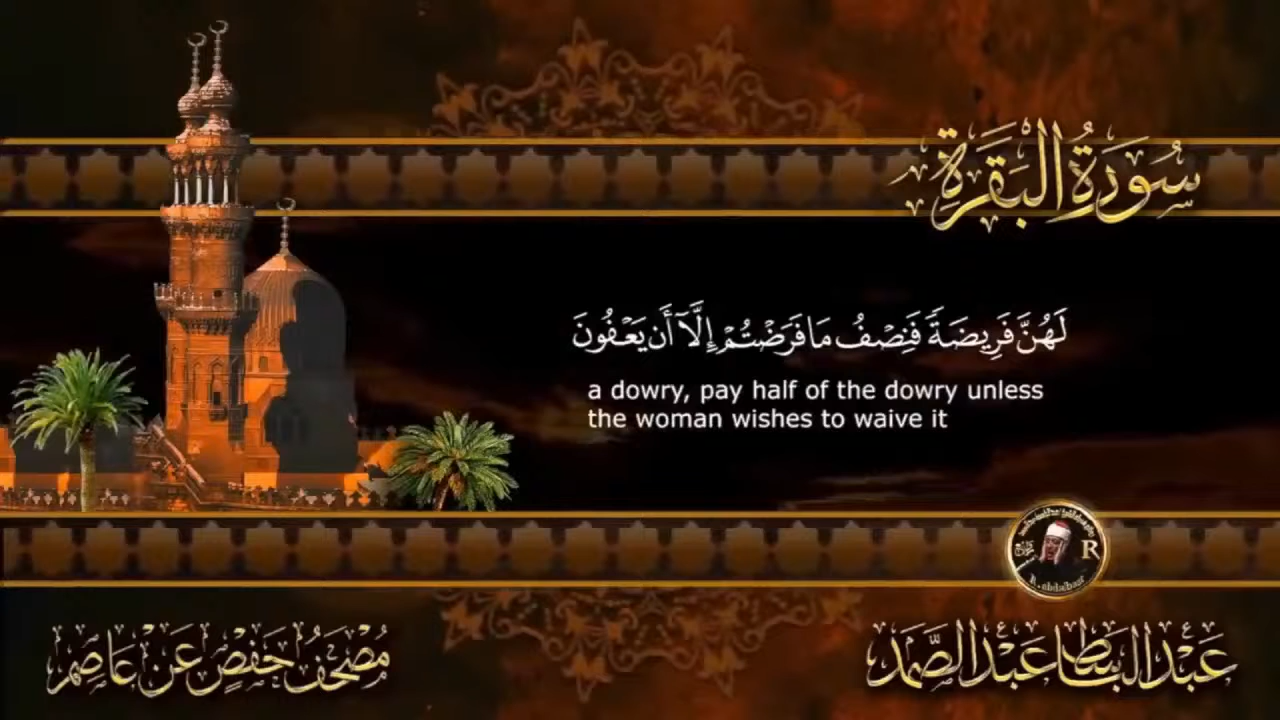 سُورَةُ البَقَرَةِ
لَهُنَّ فَرِيضَةً فَنِصْفُ مَا فَرَضْتُمْ إِلَّآ أَن يَعْفُونَ
a dowry, pay half of the dowry unless
the woman wishes to waive it
R
عَبْدُ البَاسِط عَبْدُ الصَّمَد
مُصْحَفُ حَفْصٍ عَنْ عَاصِم